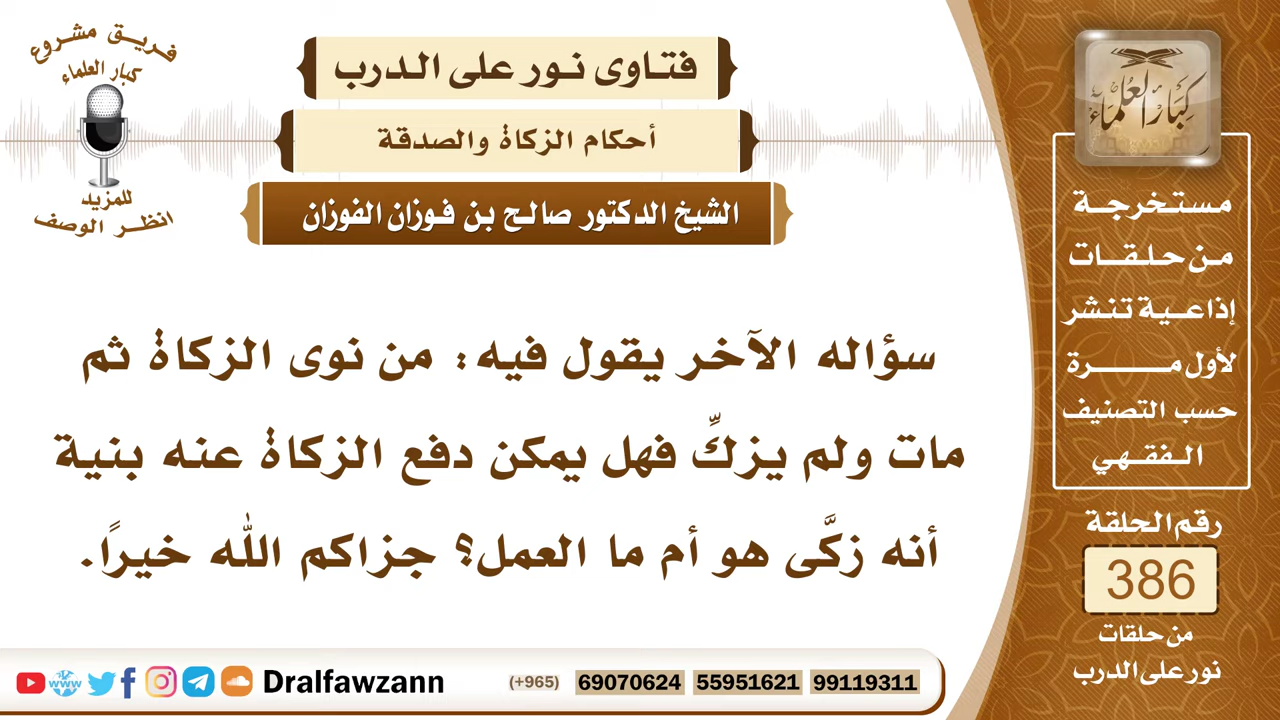 فريق مشروع
كبار العلماء
للمزيد
انظر الوصف
فتاوى نور على الدرب
أحكام الزكاة والصدقة
الشيخ الدكتور صالح بن فوزان الفوزان
سؤاله الآخر يقول فيه: من نوى الزكاة ثم
مات ولم يزكِّ فهل يمكن دفع الزكاة عنه بنية
أنه زكَّى هو أم ما العمل؟ جزاكم الله خيرًا.
كبار العلماء
مستخرجة
من حلقات
إذاعية تنشر
لأول مرة
حسب التصنيف
الفقهي
رقم الحلقة
386
من حلقات
نور على الدرب
www
Dralfawzann (+965) 69070624 55951621 99119311